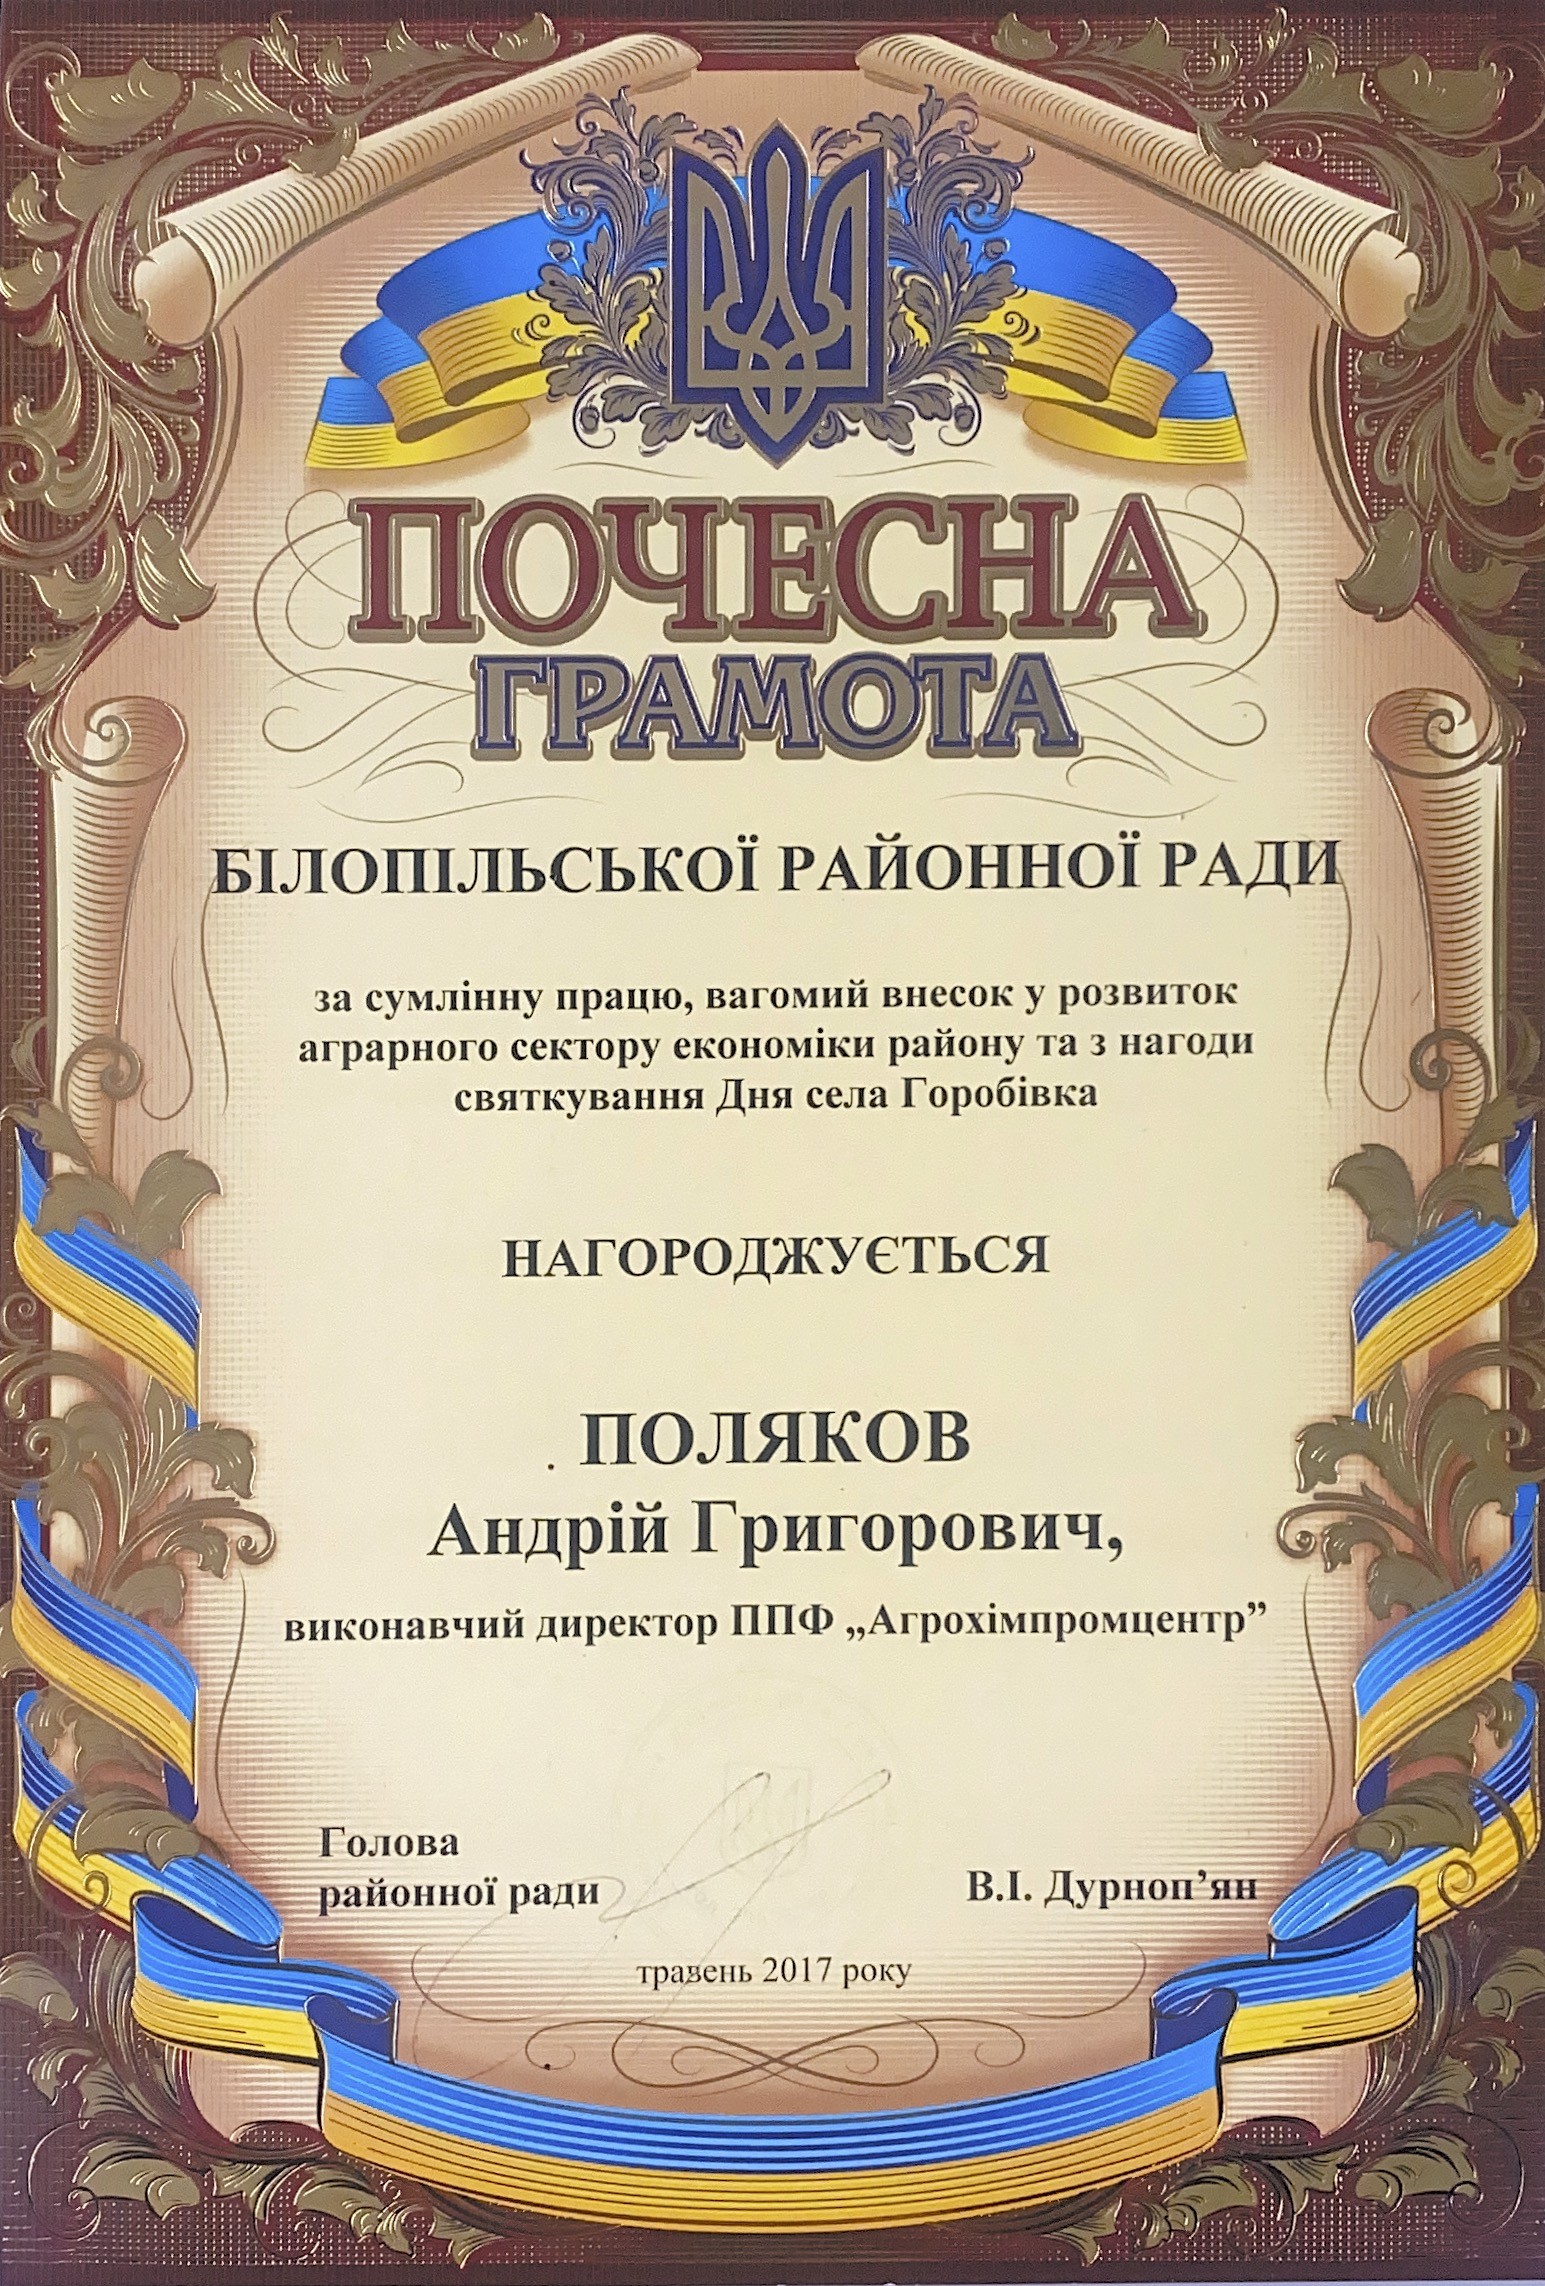 ПОЧЕСНА
ГРАМОТА
БІЛОПІЛЬСЬКОЇ РАЙОННОЇ РАДИ
за сумлінну працю, вагомий внесок у розвиток
аграрного сектору економіки району та з нагоди
святкування Дня села Горобівка
НАГОРОДЖУЄТЬСЯ
ПОЛЯКОВ
Андрій Григорович,
виконавчий директор ППФ „Агрохімпромцентр”
Голова
районної ради
В.І. Дурноп’ян
травень 2017 року